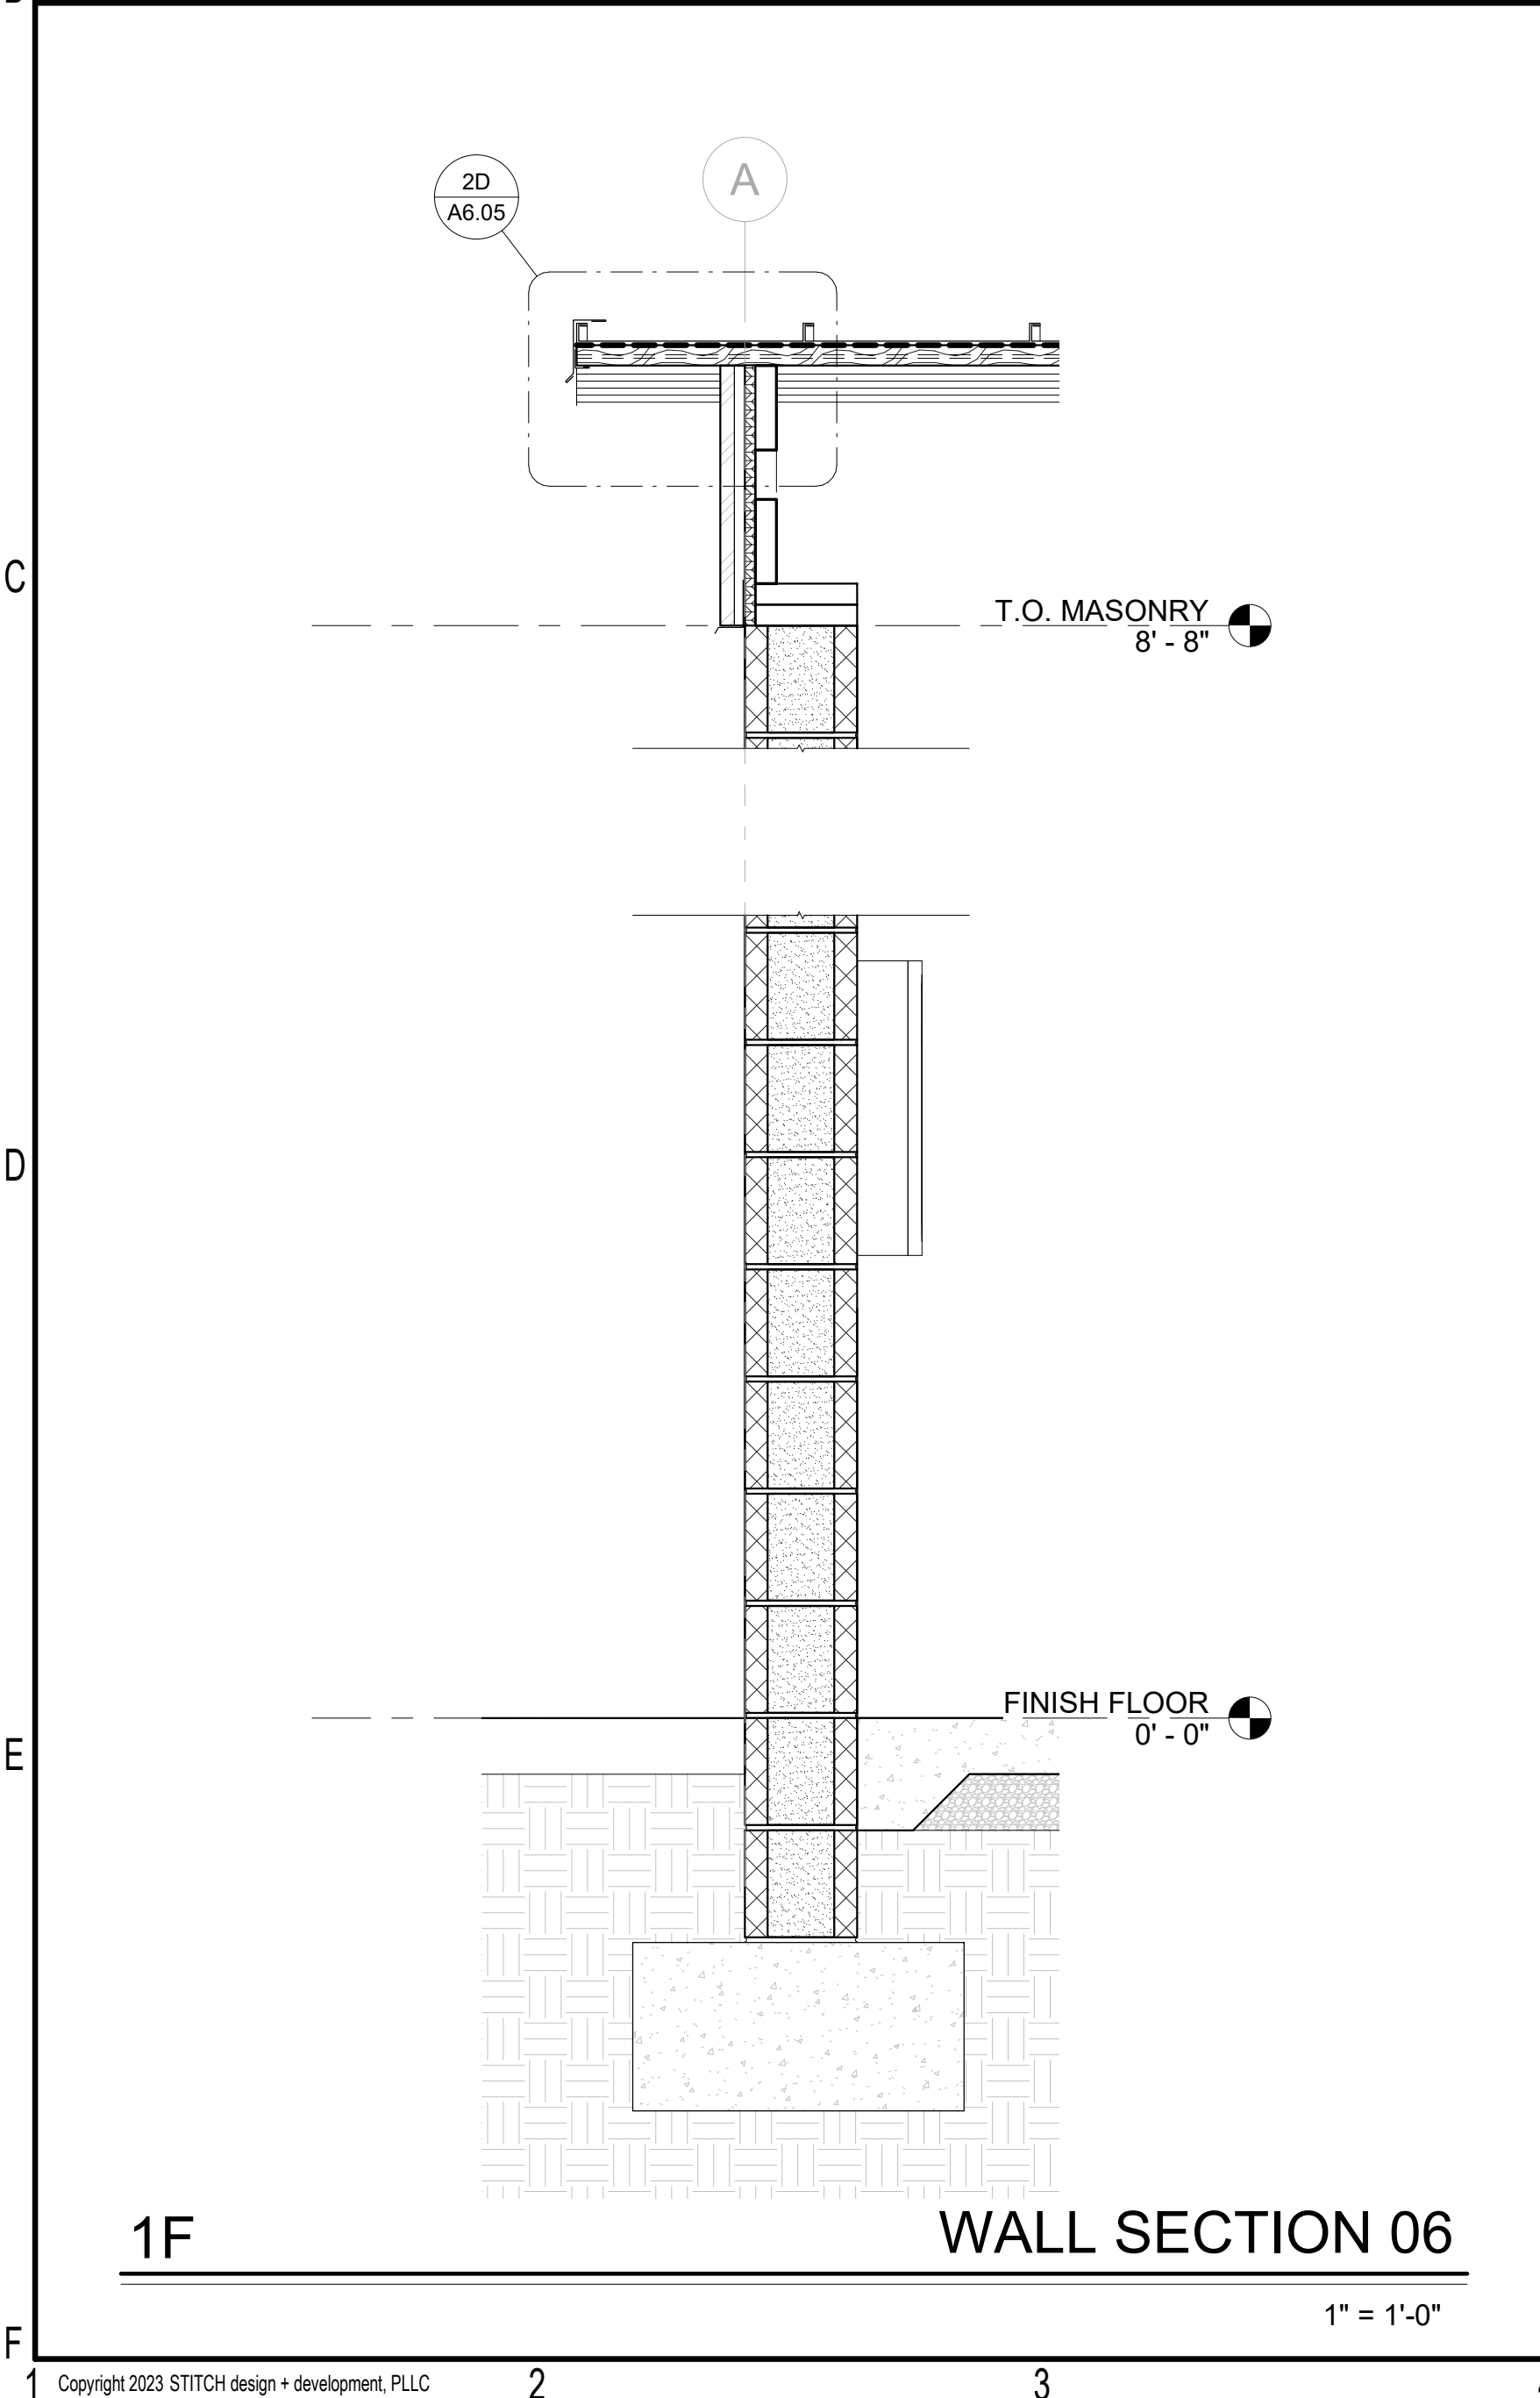 2D
A6.05
A
C
T.O. MASONRY
8' - 8"
D
FINISH FLOOR
0' - 0"
E
1F
WALL SECTION 06
1" = 1'-0"
F
1
Copyright 2023 STITCH design + development, PLLC
2
3